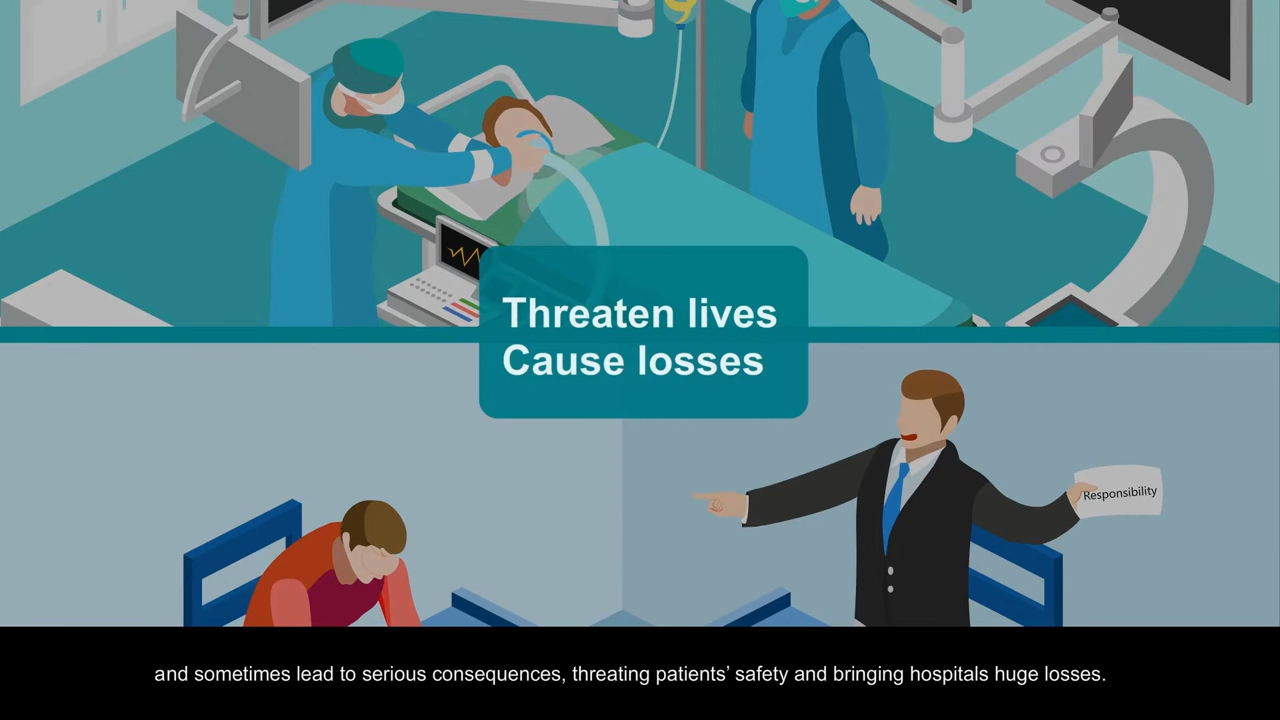 Threaten lives
Cause losses
Responsibility
and sometimes lead to serious consequences, threating patients’ safety and bringing hospitals huge losses.